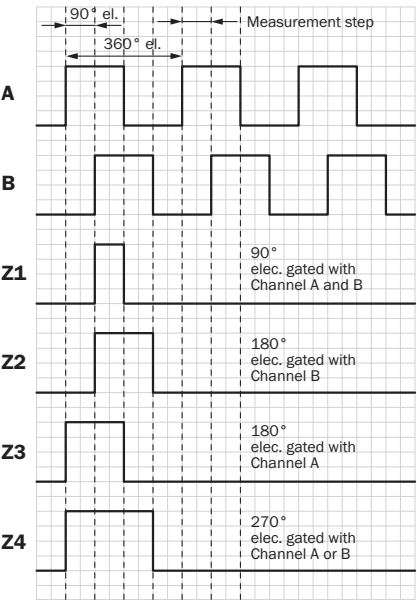 90° el.
Measurement step
360° el.
A
B
Z1
90°
elec. gated with
Channel A and B
Z2
180°
elec. gated with
Channel B
Z3
180°
elec. gated with
Channel A
Z4
270°
elec. gated with
Channel A or B